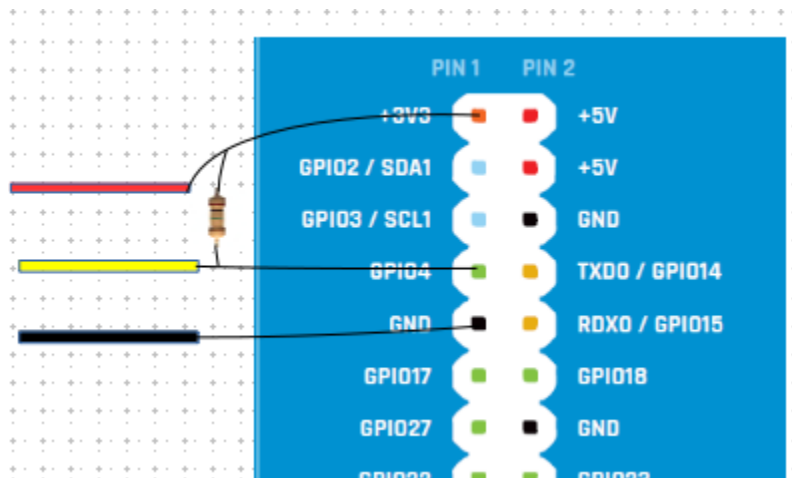 PIN 1 PIN 2
+3V3 +5V
GPIO2 / SDA1 +5V
GPIO3 / SCL1 GND
GPIO4 TXD0 / GPIO14
GND RDX0 / GPIO15
GPIO17 GPIO18
GPIO27 GND